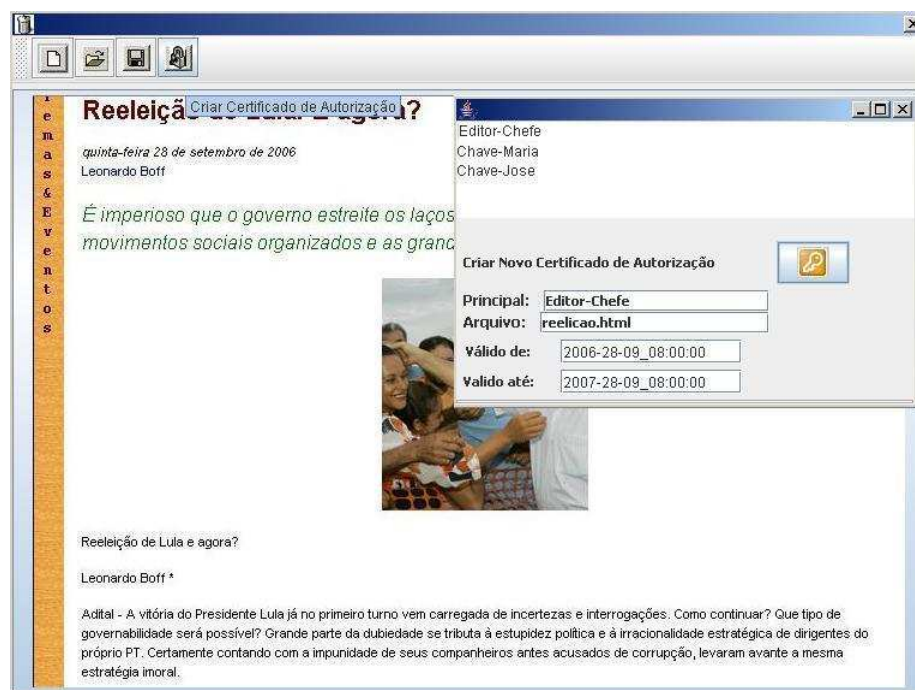 Temas&Eventos
Reeleiçã
Criar Certificado de Autorização
ra?
quinta-feira 28 de setembro de 2006
Leonardo Boff
É imperioso que o governo estreite os laços
movimentos sociais organizados e as grand
Editor-Chefe
Chave-Maria
Chave-Jose
Criar Novo Certificado de Autorização
Principal: Editor-Chefe
Arquivo: reelicao.html
Válido de: 2006-28-09_08:00:00
Valido até: 2007-28-09_08:00:00
Reeleição de Lula e agora?
Leonardo Boff *
Adital - A vitória do Presidente Lula já no primeiro turno vem carregada de incertezas e interrogações. Como continuar? Que tipo de
governabilidade será possível? Grande parte da dubiedade se tributa à estupidez política e à irracionalidade estratégica de dirigentes do
próprio PT. Certamente contando com a impunidade de seus companheiros antes acusados de corrupção, levaram avante a mesma
estratégia imoral.